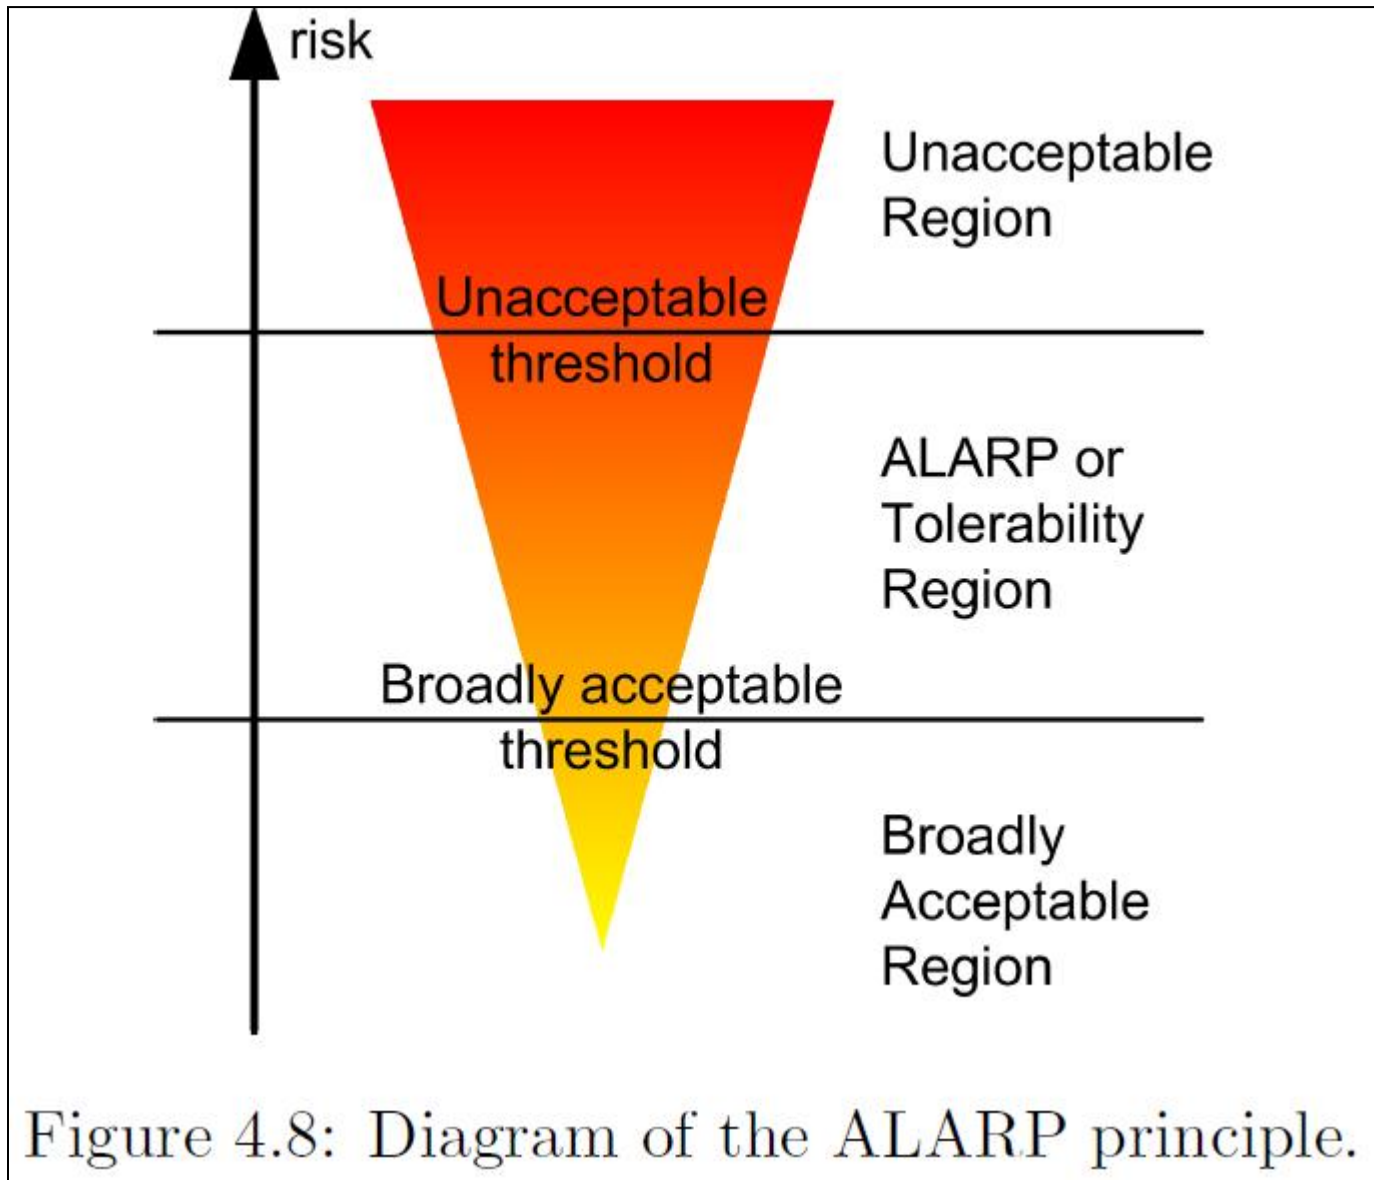 risk
Unacceptable
Region
Unacceptable
threshold
ALARP or
Tolerability
Region
Broadly acceptable
threshold
Broadly
Acceptable
Region
Figure 4.8: Diagram of the ALARP principle.